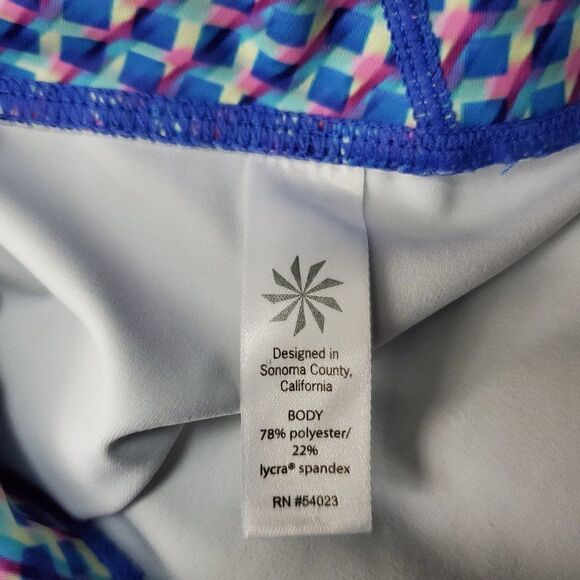 Designed in
Sonoma County,
California
BODY
78% polyester/
22%
lycra® spandex
RN #54023